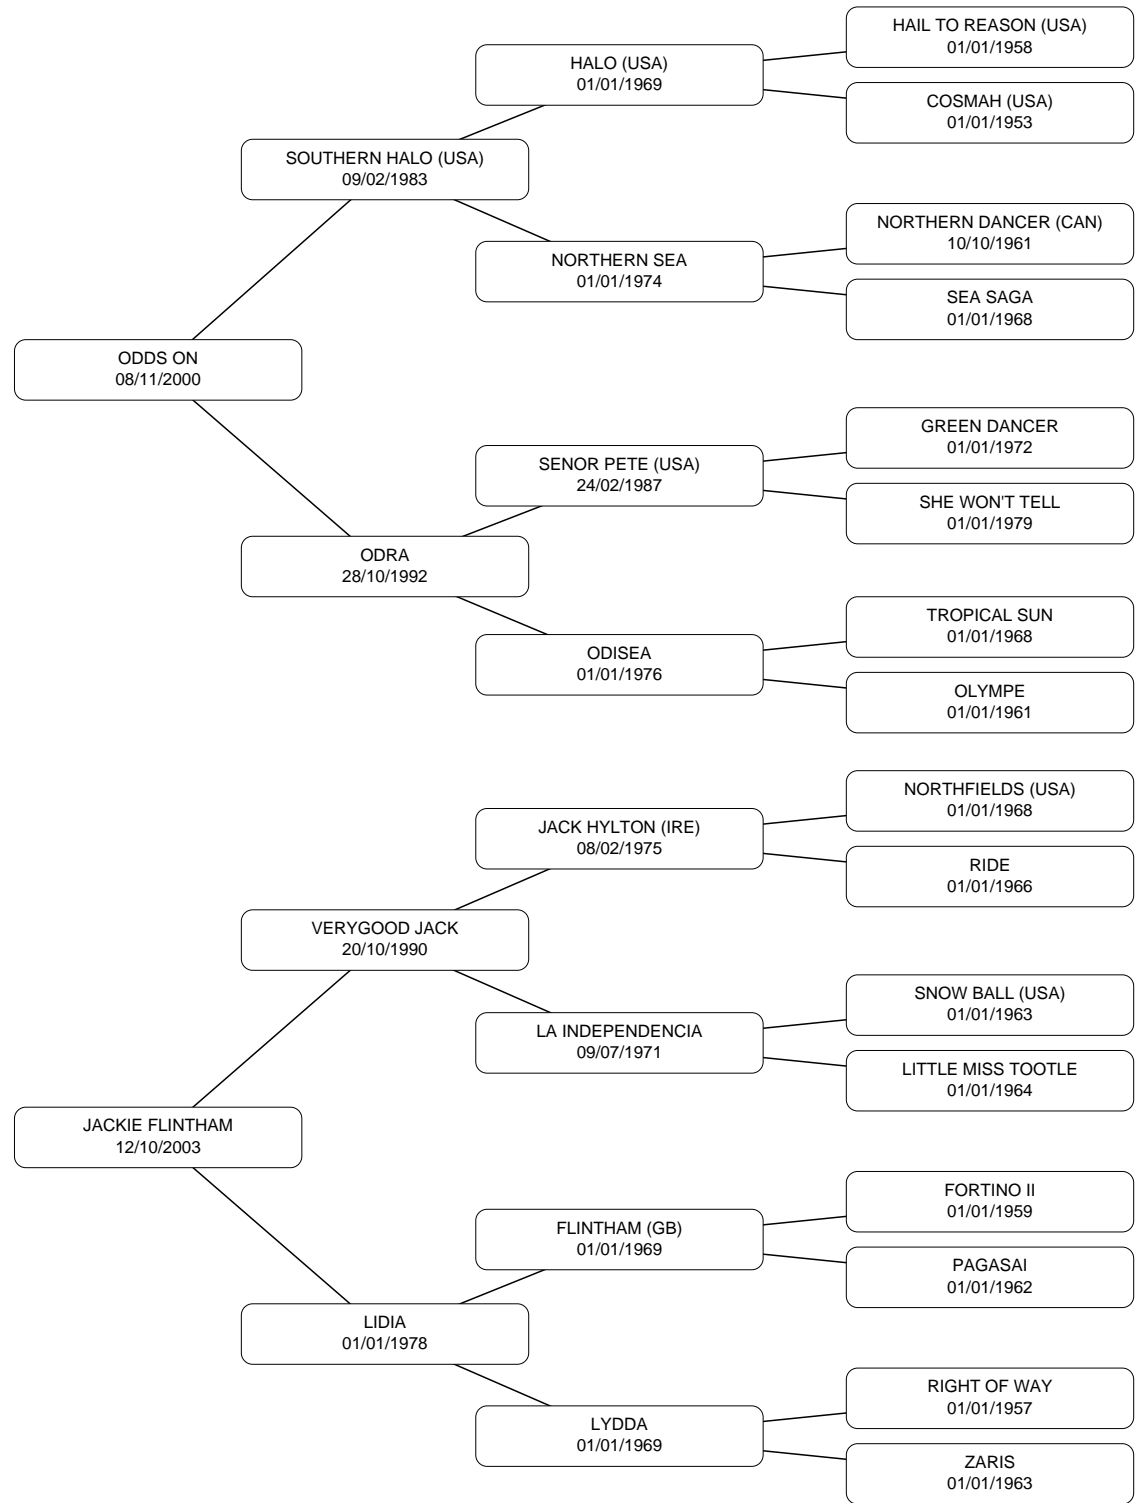 HAIL TO REASON (USA)
01/01/1958
HALO (USA)
01/01/1969
COSMAH (USA)
01/01/1953
SOUTHERN HALO (USA)
09/02/1983
NORTHERN DANCER (CAN)
10/10/1961
NORTHERN SEA
01/01/1974
SEA SAGA
01/01/1968
ODDS ON
08/11/2000
GREEN DANCER
01/01/1972
SENOR PETE (USA)
24/02/1987
SHE WON'T TELL
01/01/1979
ODRA
28/10/1992
TROPICAL SUN
01/01/1968
ODISEA
01/01/1976
OLYMPE
01/01/1961
NORTHFIELDS (USA)
01/01/1968
JACK HYLTON (IRE)
08/02/1975
RIDE
01/01/1966
VERYGOOD JACK
20/10/1990
SNOW BALL (USA)
01/01/1963
LA INDEPENDENCIA
09/07/1971
LITTLE MISS TOOTLE
01/01/1964
JACKIE FLINTHAM
12/10/2003
FORTINO II
01/01/1959
FLINTHAM (GB)
01/01/1969
PAGASAI
01/01/1962
LIDIA
01/01/1978
RIGHT OF WAY
01/01/1957
LYDDA
01/01/1969
ZARIS
01/01/1963